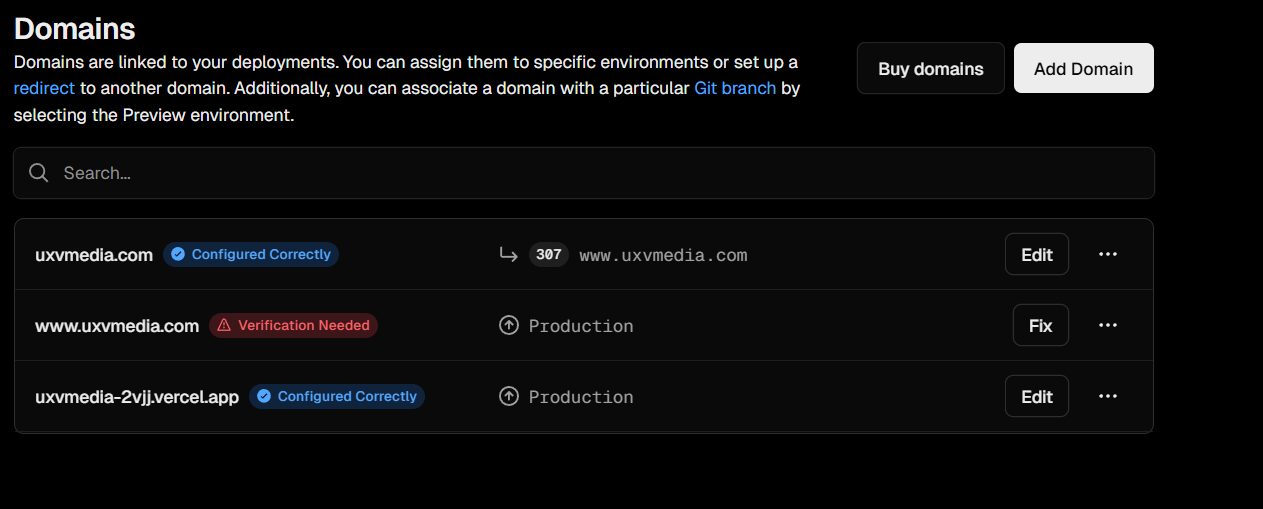 Domains
Domains are linked to your deployments. You can assign them to specific environments or set up a
redirect to another domain. Additionally, you can associate a domain with a particular Git branch by
selecting the Preview environment.
Buy domains
Add Domain
Search...
uxvmedia.com Configured Correctly 307 www.uxvmedia.com Edit
www.uxvmedia.com Verification Needed Production Fix
uxvmedia-2vjj.vercel.app Configured Correctly Production Edit